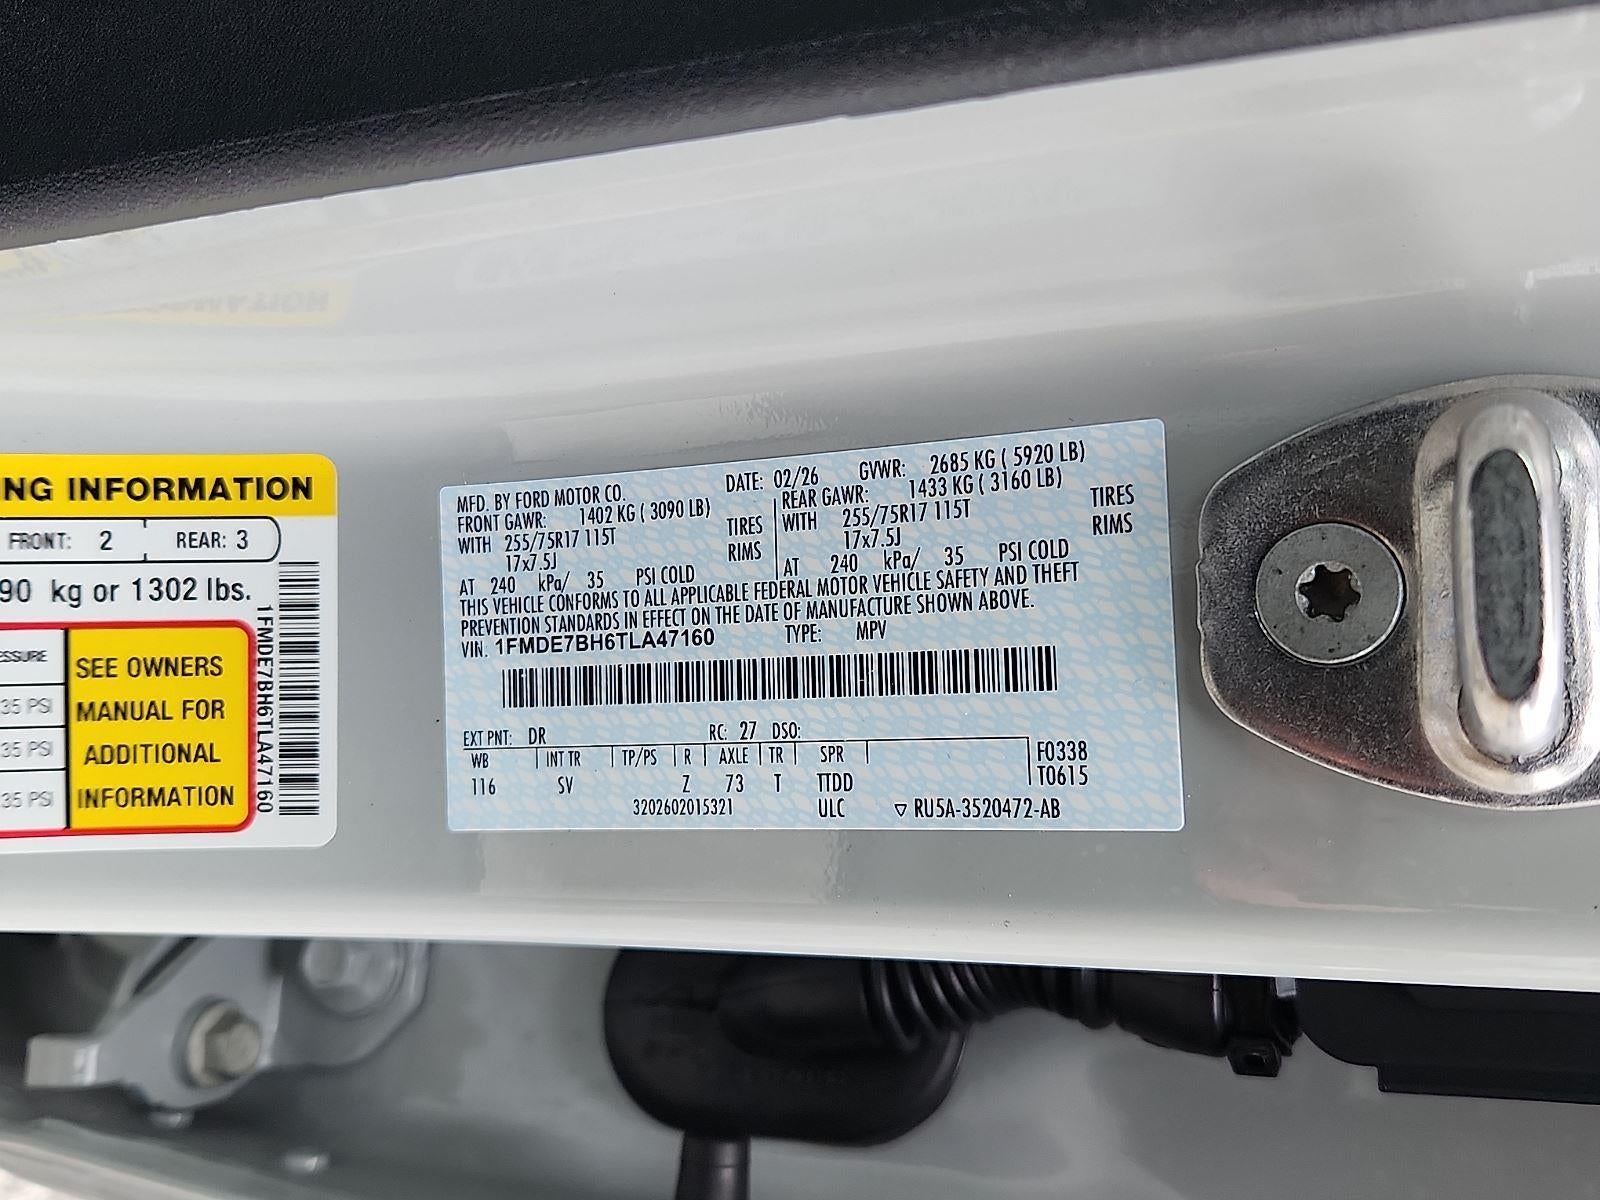 NG INFORMATION
FRONT: 2 REAR: 3
90 kg or 1302 lbs.
ESSURE
35 PSI
35 PSI
35 PSI
SEE OWNERS
MANUAL FOR
ADDITIONAL
INFORMATION
1FMDE7BH6TLA47160
MFD. BY FORD MOTOR CO. DATE: 02/26 GVWR: 2685 KG ( 5920 LB)
FRONT GAWR: 1402 KG ( 3090 LB) REAR GAWR: 1433 KG ( 3160 LB)
WITH 255/75R17 115T TIRES WITH 255/75R17 115T TIRES
17x7.5J RIMS 17x7.5J RIMS
AT 240 kPa/ 35 PSI COLD AT 240 kPa/ 35 PSI COLD
THIS VEHICLE CONFORMS TO ALL APPLICABLE FEDERAL MOTOR VEHICLE SAFETY AND THEFT
PREVENTION STANDARDS IN EFFECT ON THE DATE OF MANUFACTURE SHOWN ABOVE.
VIN: 1FMDE7BH6TLA47160 TYPE: MPV
EXT PNT: DR RC: 27 DSO:
WB INT TR TP/PS R AXLE TR SPR F0338
116 SV Z 73 T TTDD T0615
3202602015321 ULC ▽ RU5A-3520472-AB